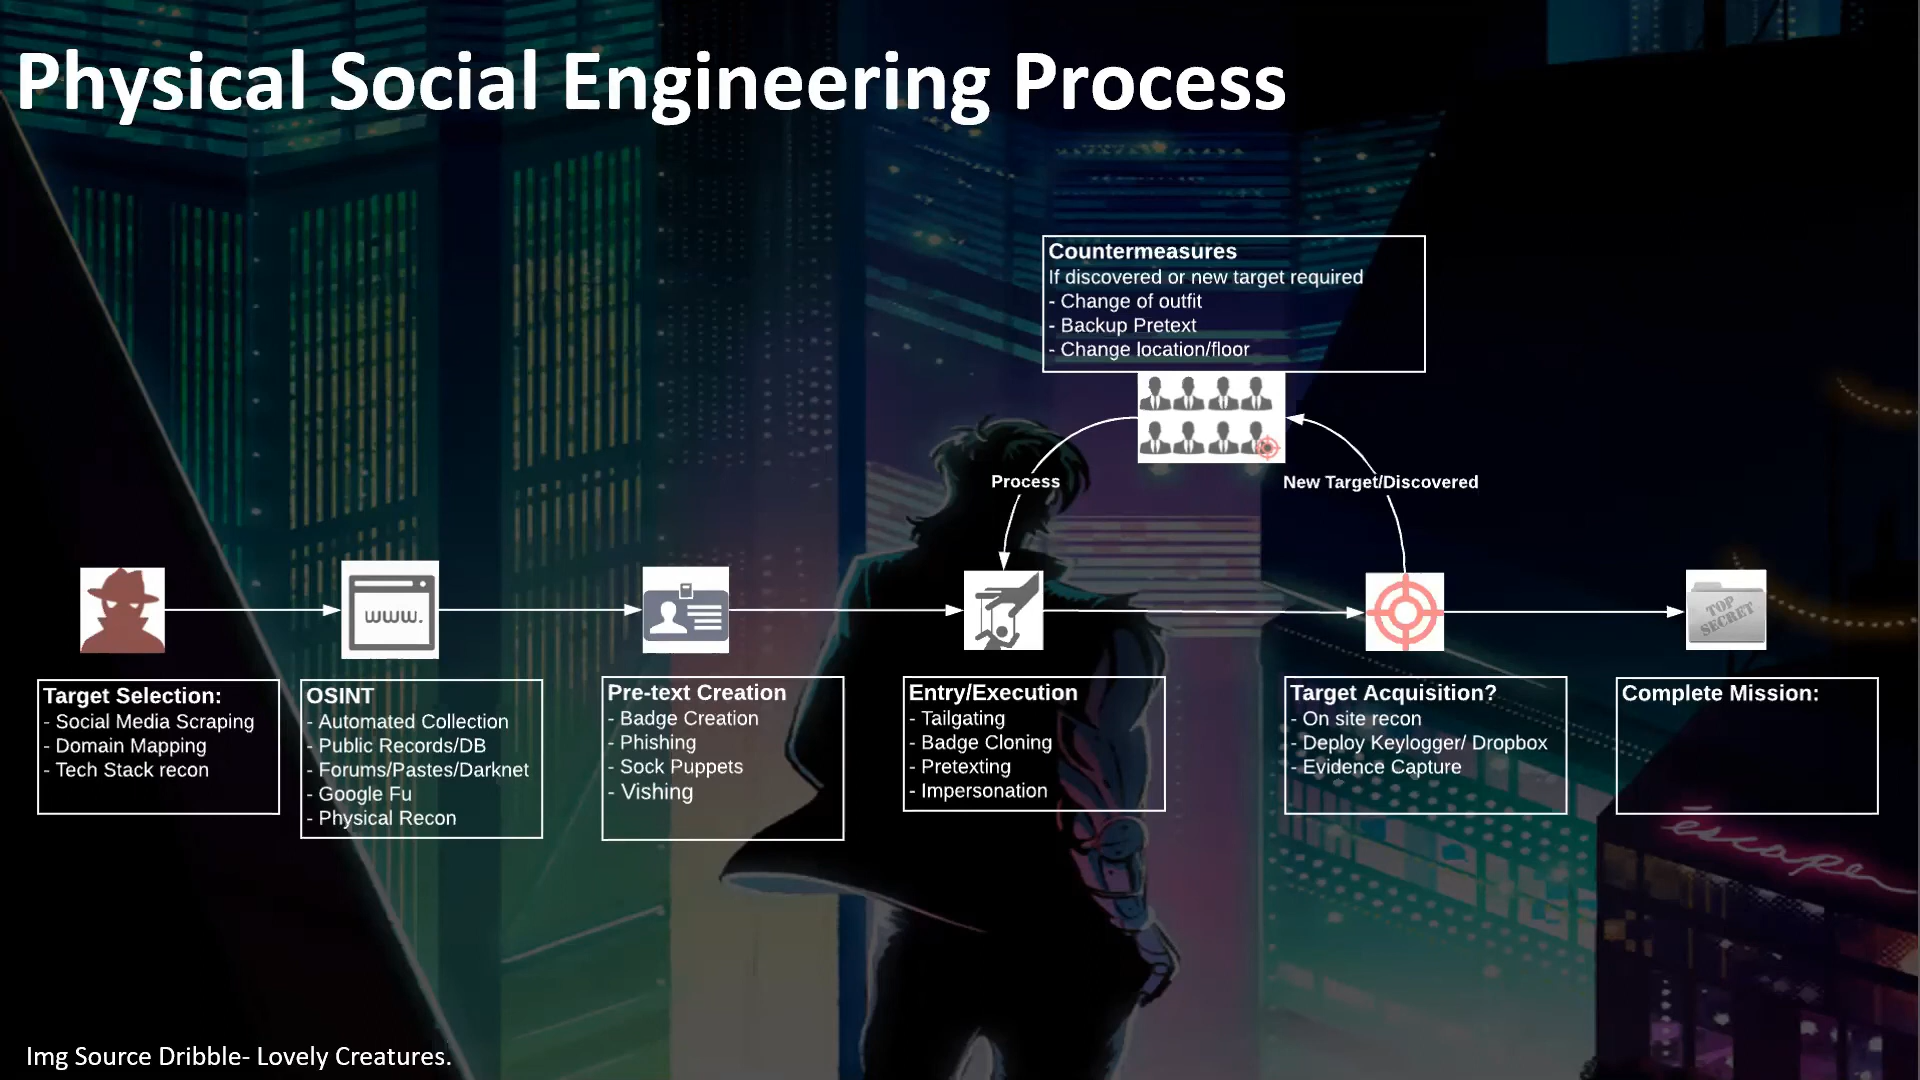 Physical Social Engineering Process
Countermeasures
If discovered or new target required
- Change of outfit
- Backup Pretext
- Change location/floor
Process
New Target/Discovered
www.
TOP
SECRET
Target Selection:
- Social Media Scraping
- Domain Mapping
- Tech Stack recon
OSINT
- Automated Collection
- Public Records/DB
- Forums/Pastes/Darknet
- Google Fu
- Physical Recon
Pre-text Creation
- Badge Creation
- Phishing
- Sock Puppets
- Vishing
Entry/Execution
- Tailgating
- Badge Cloning
- Pretexting
- Impersonation
Target Acquisition?
- On site recon
- Deploy Keylogger/ Dropbox
- Evidence Capture
Complete Mission:
escape
Img Source Dribble- Lovely Creatures.